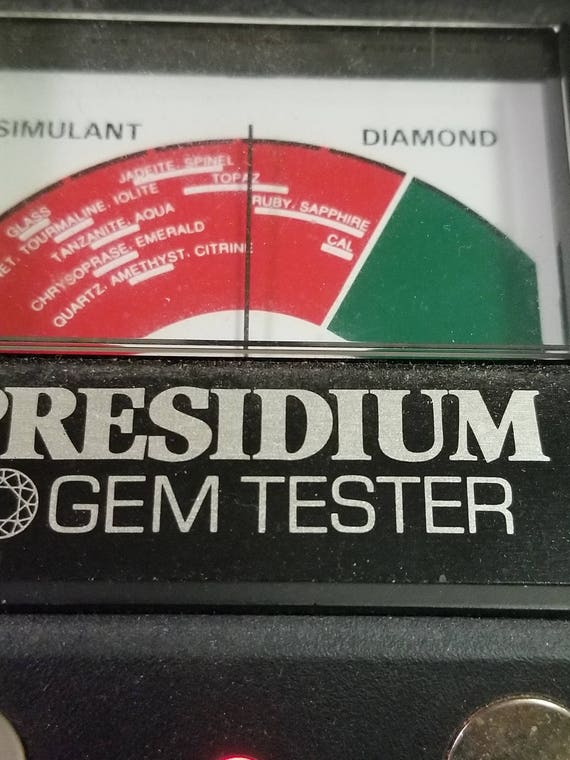 SIMULANT
DIAMOND
JADEITE, SPINEL
TOPAZ
RUBY, SAPPHIRE
CAL
GLASS
TOURMALINE, IOLITE
TANZANITE, AQUA
CHRYSOPRASE, EMERALD
QUARTZ, AMETHYST, CITRINE
PRESIDIUM
GEM TESTER